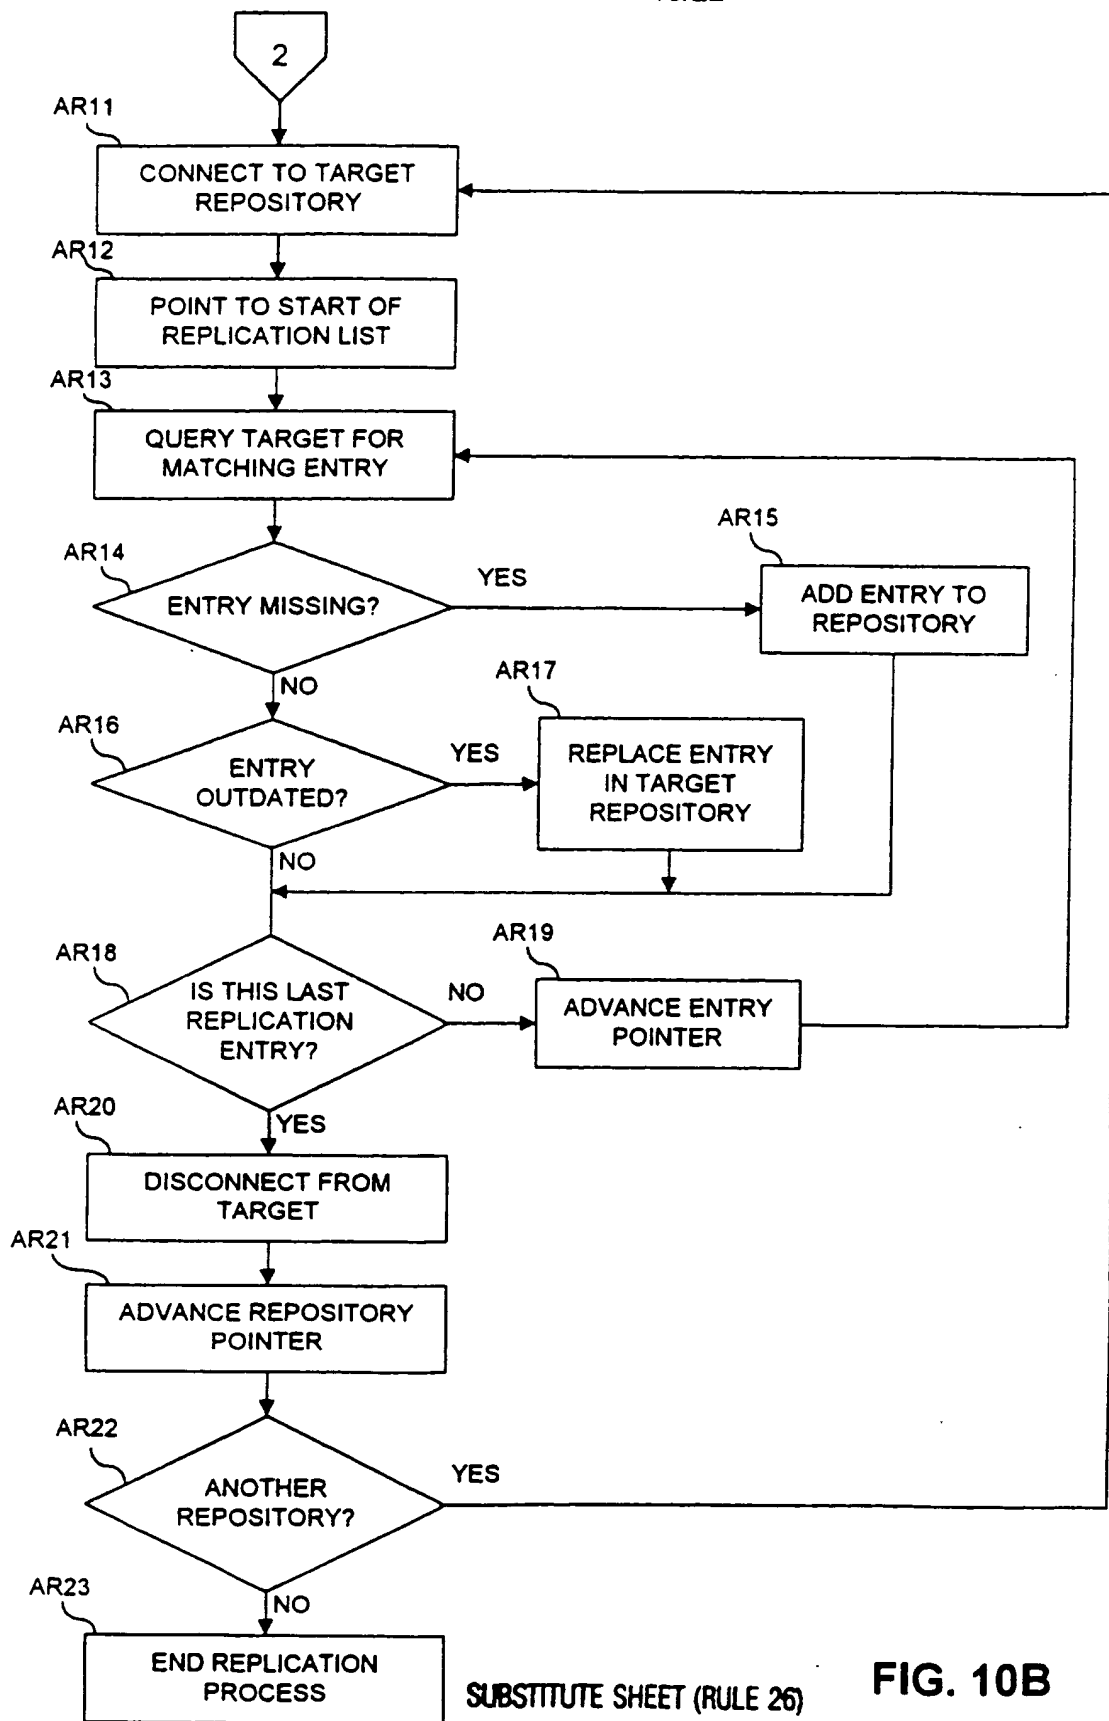 2
AR11
CONNECT TO TARGET
REPOSITORY
AR12
POINT TO START OF
REPLICATION LIST
AR13
QUERY TARGET FOR
MATCHING ENTRY
AR14
ENTRY MISSING?
YES
AR15
ADD ENTRY TO
REPOSITORY
NO
AR16
ENTRY
OUTDATED?
YES
AR17
REPLACE ENTRY
IN TARGET
REPOSITORY
NO
AR18
IS THIS LAST
REPLICATION
ENTRY?
NO
AR19
ADVANCE ENTRY
POINTER
YES
AR20
DISCONNECT FROM
TARGET
AR21
ADVANCE REPOSITORY
POINTER
AR22
ANOTHER
REPOSITORY?
YES
NO
AR23
END REPLICATION
PROCESS
SUBSTITUTE SHEET (RULE 26)
FIG. 10B